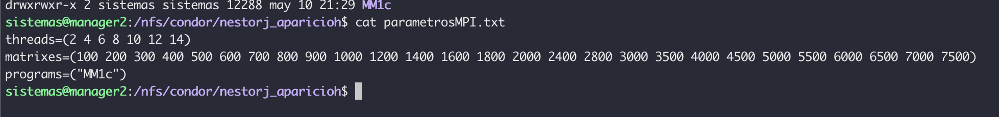 drwxrwxr-x 2 sistemas sistemas 12288 may 10 21:29 MM1c
sistemas@manager2:/nfs/condor/nestorj_aparicioh$ cat parametrosMPI.txt
threads=(2 4 6 8 10 12 14)
matrixes=(100 200 300 400 500 600 700 800 900 1000 1200 1400 1600 1800 2000 2400 2800 3000 3500 4000 4500 5000 5500 6000 6500 7000 7500)
programs=("MM1c")
sistemas@manager2:/nfs/condor/nestorj_aparicioh$